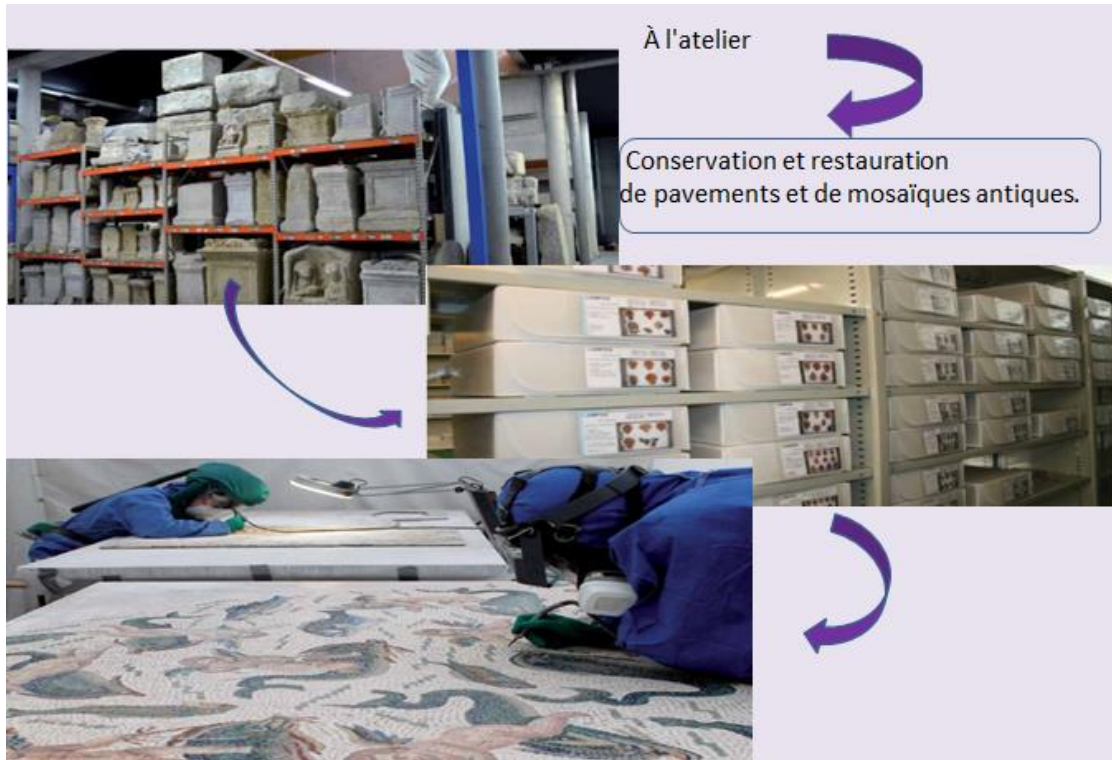 À l'atelier
Conservation et restauration
de pavements et de mosaïques antiques.